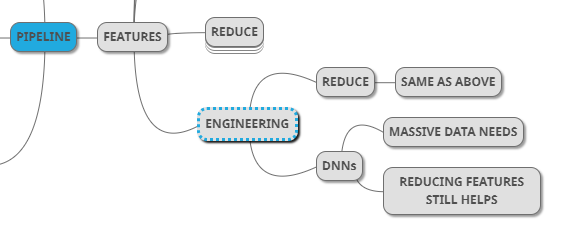 PIPELINE
FEATURES
REDUCE
ENGINEERING
REDUCE
SAME AS ABOVE
DNNs
MASSIVE DATA NEEDS
REDUCING FEATURES
STILL HELPS